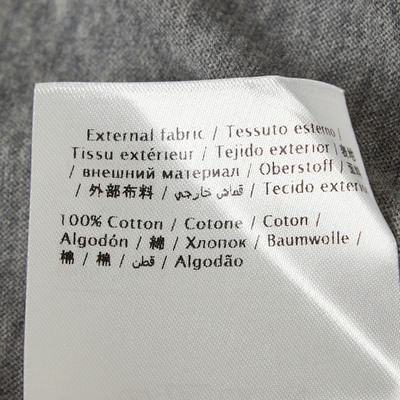 External fabric / Tessuto esterno /
Tissu extérieur / Tejido exterior /
/ внешний материал / Oberstoff /
/ 外部布料 / قماش خارجي / Tecido externo
100% Cotton / Cotone / Coton /
Algodón / 綿 / Хлопок / Baumwolle /
棉 / 棉 / قطن / Algodão